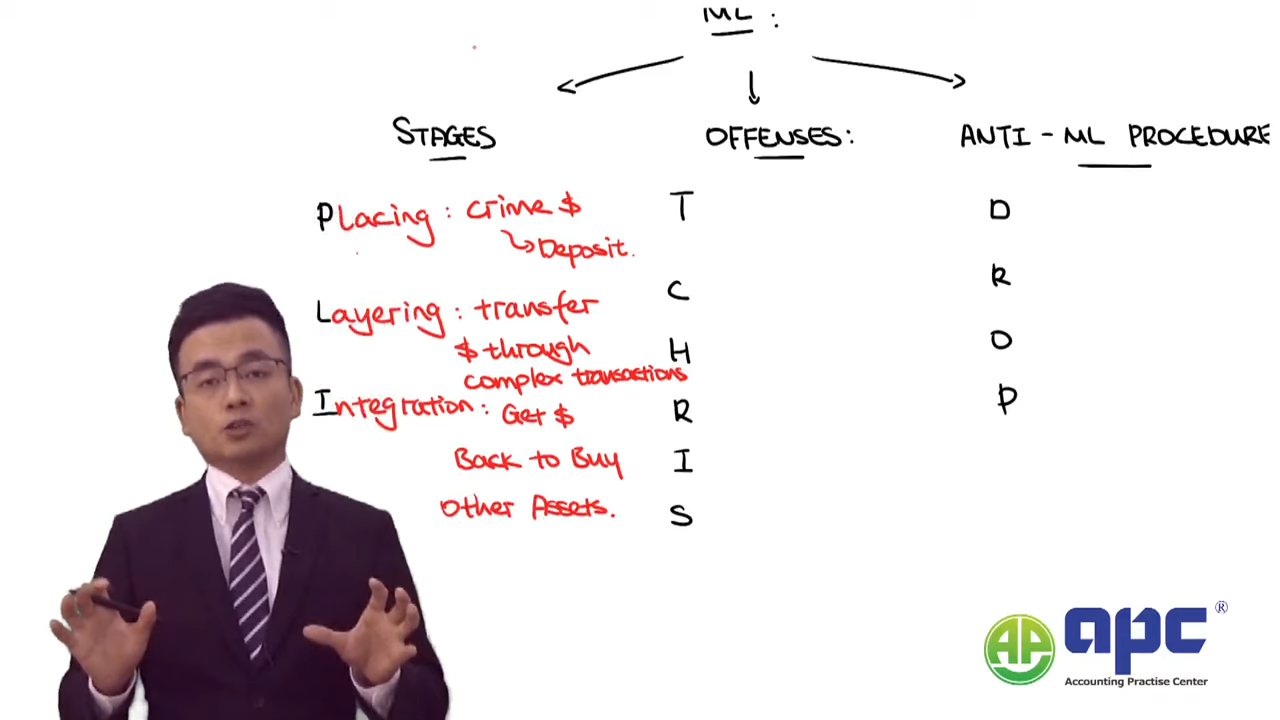 ML :
STAGES
OFFENSES:
ANTI - ML PROCEDURE
Placing : crime $
Deposit.
Layering : transfer
$ through
complex transactions
Integration : Get $
Back to Buy
Other Assets.
T
C
H
R
I
S
D
R
O
P
AP
apc®
Accounting Practise Center